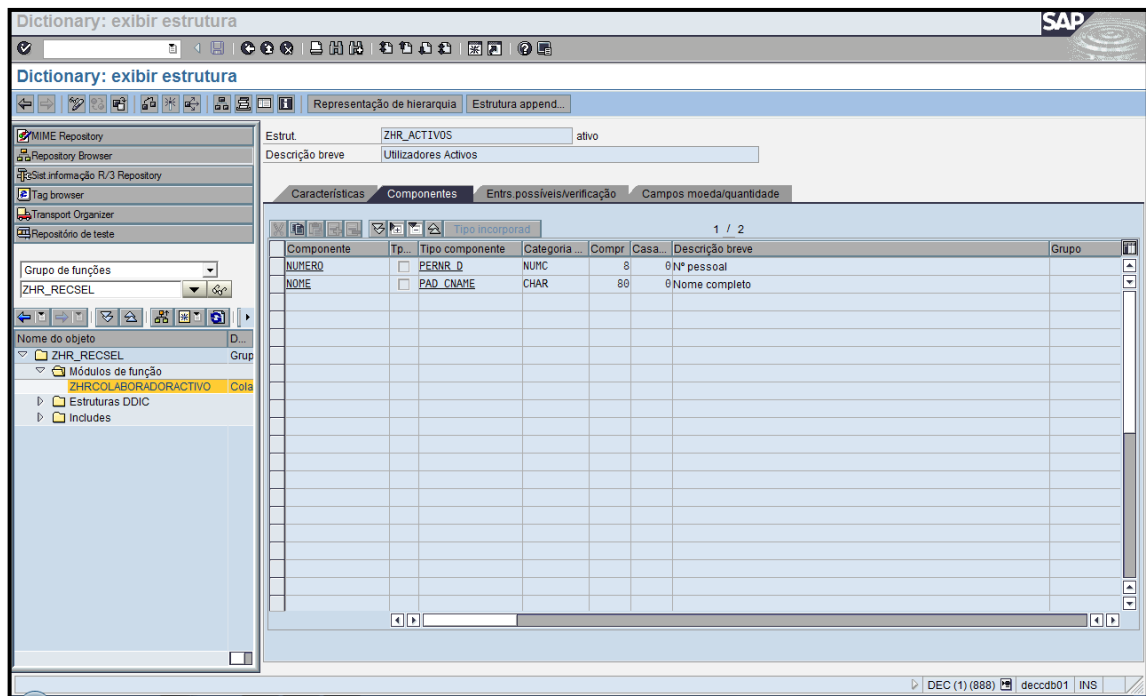 Dictionary: exibir estrutura
SAP
Dictionary: exibir estrutura
Representação de hierarquia Estrutura append...
MIME Repository
Repository Browser
Sist.informação R/3 Repository
Tag browser
Transport Organizer
Repositório de teste
Grupo de funções
ZHR_RECSEL
Nome do objeto D...
ZHR_RECSEL Grup
Módulos de função
ZHRCOLABORADORACTIVO Cola
Estruturas DDIC
Includes
Estrut. ZHR_ACTIVOS ativo
Descrição breve Utilizadores Activos
Características Componentes Entrs.possíveis/verificação Campos moeda/quantidade
Tipo incorporad 1 / 2
Componente Tp... Tipo componente Categoria ... Compr Casa... Descrição breve Grupo
NUMERO PERNR_D NUMC 8 0 Nº pessoal
NOME PAD_CNAME CHAR 80 0 Nome completo
DEC (1) (888) deccdb01 INS